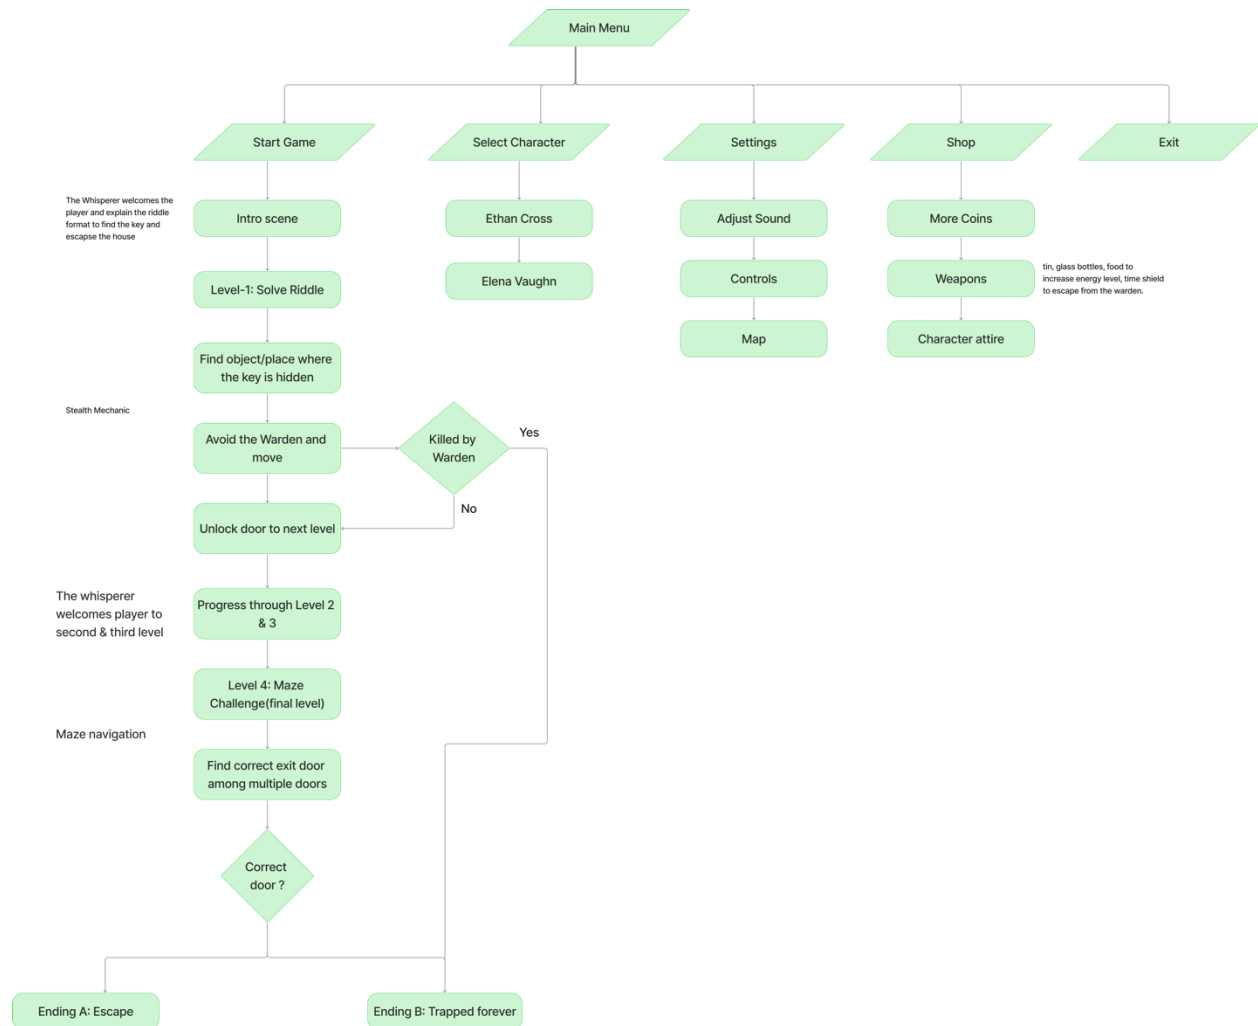 Main Menu
Start Game
Select Character
Settings
Shop
Exit
The Whisperer welcomes the
player and explain the riddle
format to find the key and
escapse the house
Intro scene
Ethan Cross
Adjust Sound
More Coins
Level-1: Solve Riddle
Elena Vaughn
Controls
Weapons
tin, glass bottles, food to
increase energy level, time shield
to escape from the warden.
Map
Character attire
Find object/place where
the key is hidden
Stealth Mechanic
Avoid the Warden and
move
Killed by
Warden
Yes
No
Unlock door to next level
The whisperer
welcomes player to
second & third level
Progress through Level 2
& 3
Level 4: Maze
Challenge(final level)
Maze navigation
Find correct exit door
among multiple doors
Correct
door ?
Ending A: Escape
Ending B: Trapped forever